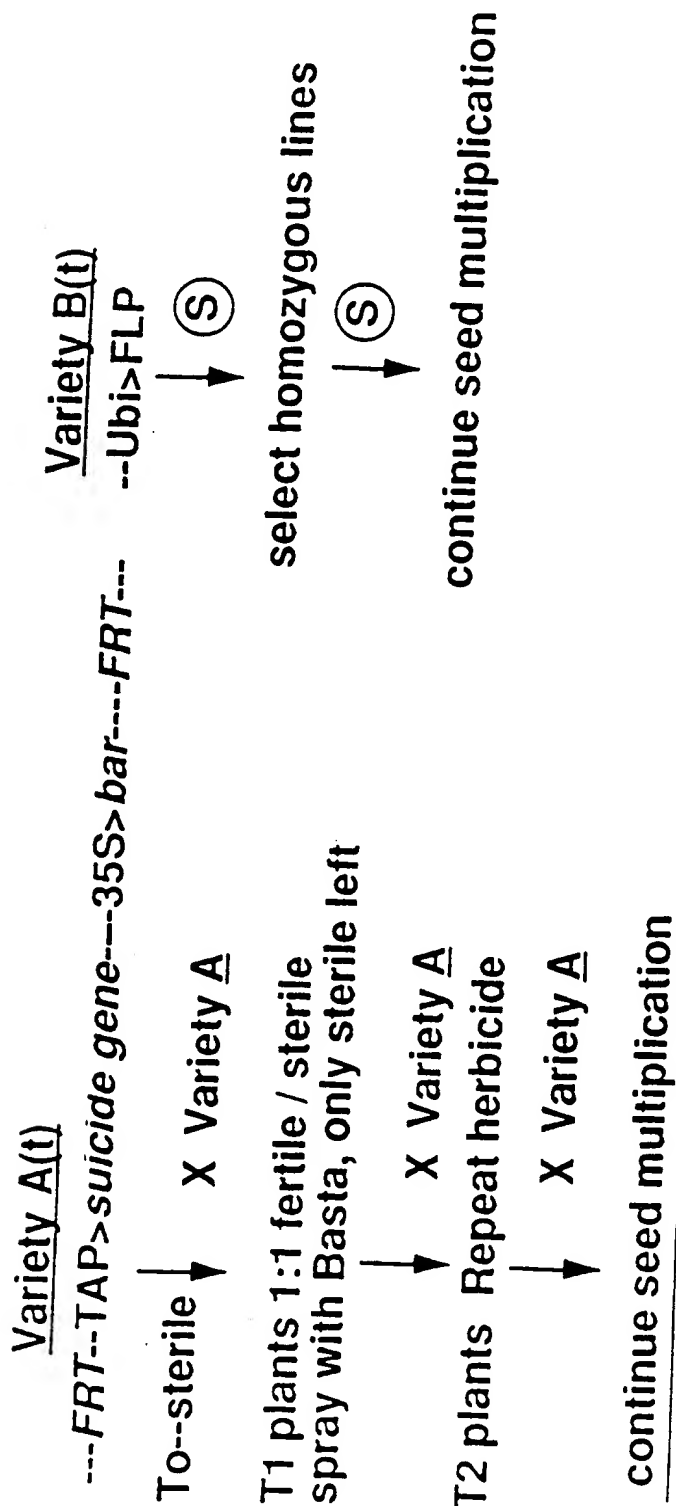 Variety A(t)
---FRT--TAP>suicide gene---35S>bar----FRT---
To--sterile
X Variety A
T1 plants 1:1 fertile / sterile
spray with Basta, only sterile left
X Variety A
T2 plants Repeat herbicide
X Variety A
continue seed multiplication
Variety B(t)
--Ubi>FLP
S
select homozygous lines
S
continue seed multiplication